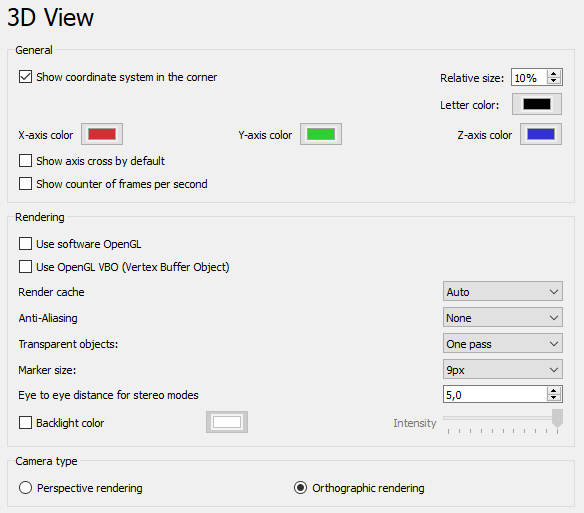 3D View
General
Show coordinate system in the corner
Relative size: 10%
Letter color:
X-axis color Y-axis color Z-axis color
Show axis cross by default
Show counter of frames per second
Rendering
Use software OpenGL
Use OpenGL VBO (Vertex Buffer Object)
Render cache Auto
Anti-Aliasing None
Transparent objects: One pass
Marker size: 9px
Eye to eye distance for stereo modes 5,0
Backlight color Intensity
Camera type
Perspective rendering Orthographic rendering